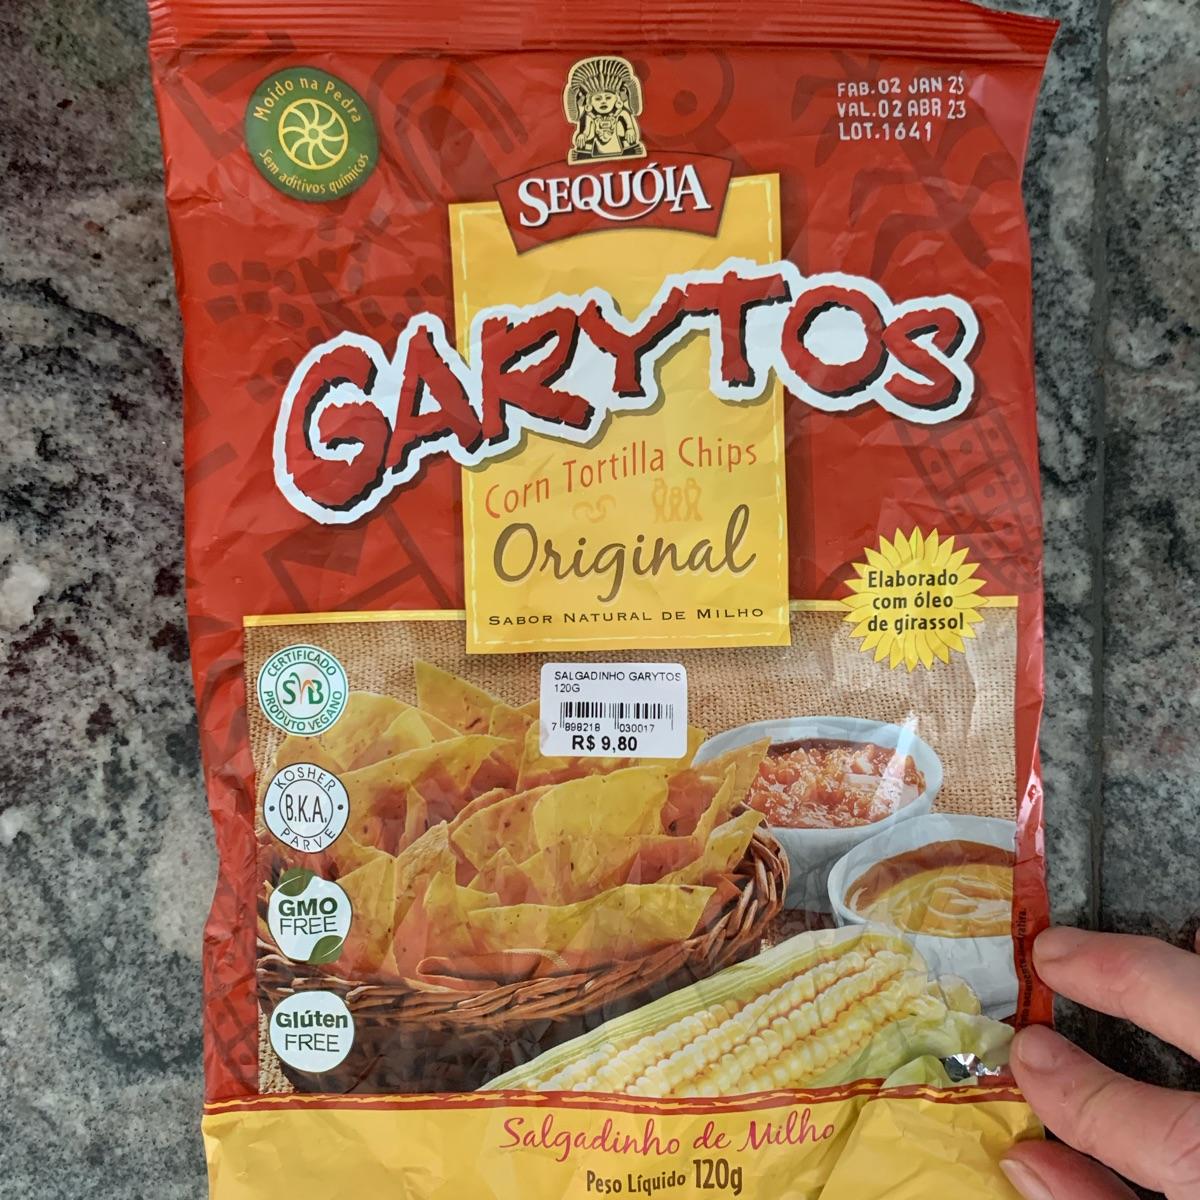 Moído na Pedra
Sem aditivos químicos
SEQUÓIA
FAB.02 JAN 23
VAL.02 ABR 23
LOT.1641
GARYTOS
Corn Tortilla Chips
Original
SABOR NATURAL DE MILHO
Elaborado
com óleo
de girassol
CERTIFICADO
SVB
PRODUTO VEGANO
SALGADINHO GARYTOS
120G
7 898218 030017
R$ 9,80
KOSHER
B.K.A.
PARVE
GMO
FREE
Glúten
FREE
Salgadinho de Milho
Peso Líquido 120g